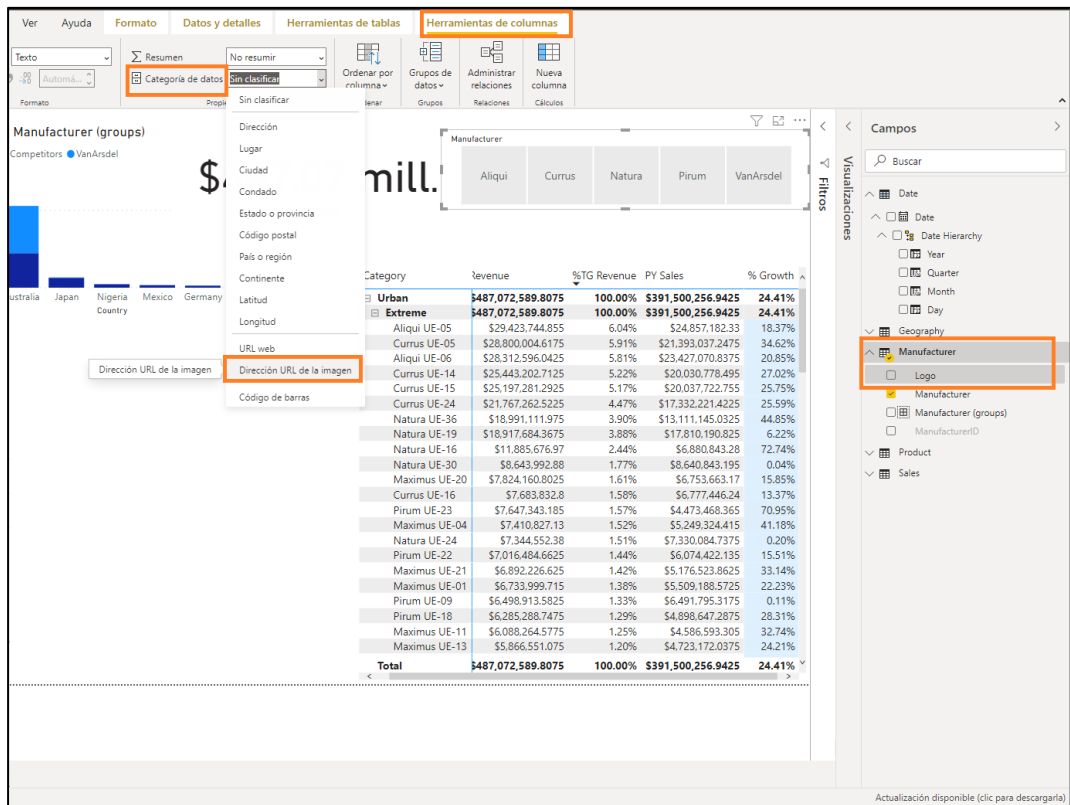 Ver Ayuda Formato Datos y detalles Herramientas de tablas Herramientas de columnas
Texto
Automá...
Formato
Resumen
No resumir
Categoría de datos
Sin clasificar
Ordenar por columna
Grupos de datos
Grupos
Administrar relaciones
Relaciones
Nueva columna
Cálculos
Sin clasificar
Dirección
Lugar
Ciudad
Condado
Estado o provincia
Código postal
País o región
Continente
Latitud
Longitud
URL web
Dirección URL de la imagen
Código de barras
Dirección URL de la imagen
Manufacturer (groups)
Competitors VanArsdel
Japan Nigeria Mexico Germany
Country
mill.
Manufacturer
Aliqui Currus Natura Pirum VanArsdel
Category Revenue %TG Revenue PY Sales % Growth
Urban $487,072,589.8075 100.00% $391,500,256.9425 24.41%
Extreme $487,072,589.8075 100.00% $391,500,256.9425 24.41%
Aliqui UE-05 $29,423,744.855 6.04% $24,857,182.33 18.37%
Currus UE-05 $28,800,004.6175 5.91% $21,393,037.2475 34.62%
Aliqui UE-06 $28,312,596.0425 5.81% $23,427,070.8375 20.85%
Currus UE-14 $25,443,202.7125 5.22% $20,030,778.495 27.02%
Currus UE-15 $25,197,281.2925 5.17% $20,037,722.755 25.75%
Currus UE-24 $21,767,262.5225 4.47% $17,332,221.4225 25.59%
Natura UE-36 $18,991,111.975 3.90% $13,111,145.0325 44.85%
Natura UE-19 $18,917,684.3675 3.88% $17,810,190.825 6.22%
Natura UE-16 $11,885,676.97 2.44% $6,880,843.28 72.74%
Natura UE-30 $8,643,992.88 1.77% $8,640,843.195 0.04%
Maximus UE-20 $7,824,160.8025 1.61% $6,753,663.17 15.85%
Currus UE-16 $7,683,832.8 1.58% $6,777,446.24 13.37%
Pirum UE-23 $7,647,343.185 1.57% $4,473,468.365 70.95%
Maximus UE-04 $7,410,827.13 1.52% $5,249,324.415 41.18%
Natura UE-24 $7,344,552.38 1.51% $7,330,084.7375 0.20%
Pirum UE-22 $7,016,484.6625 1.44% $6,074,422.135 15.51%
Maximus UE-21 $6,892,226.625 1.42% $5,176,523.8625 33.14%
Maximus UE-01 $6,733,999.715 1.38% $5,509,188.5725 22.23%
Pirum UE-09 $6,498,913.5825 1.33% $6,491,795.3175 0.11%
Pirum UE-18 $6,285,288.7475 1.29% $4,898,647.2875 28.31%
Maximus UE-11 $6,088,264.5775 1.25% $4,586,593.305 32.74%
Maximus UE-13 $5,866,551.075 1.20% $4,723,172.0375 24.21%
Total $487,072,589.8075 100.00% $391,500,256.9425 24.41%
Filtros
Visualizaciones
Campos
Buscar
Date
Date
Date Hierarchy
Year
Quarter
Month
Day
Geography
Manufacturer
Logo
Manufacturer
Manufacturer (groups)
ManufacturerID
Product
Sales
Actualización disponible (clic para descargarla)